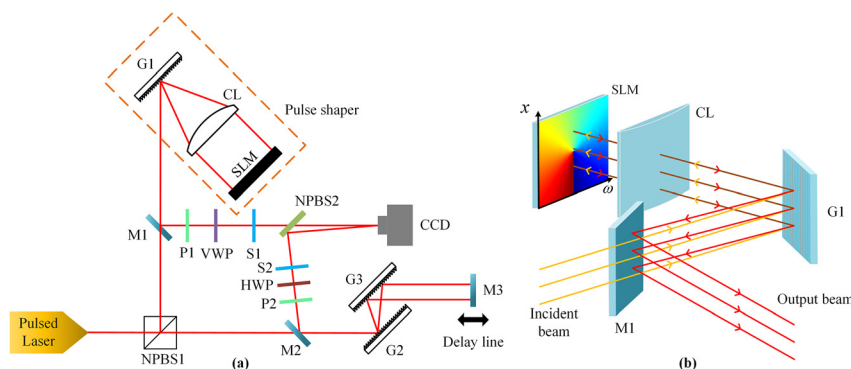 G1
CL
Pulse shaper
SLM
M1
P1
VWP
S1
NPBS2
CCD
S2
HWP
P2
G3
M3
Pulsed
Laser
NPBS1
(a)
M2
G2
Delay line
SLM
x
CL
ω
G1
Incident
beam
M1
Output beam
(b)